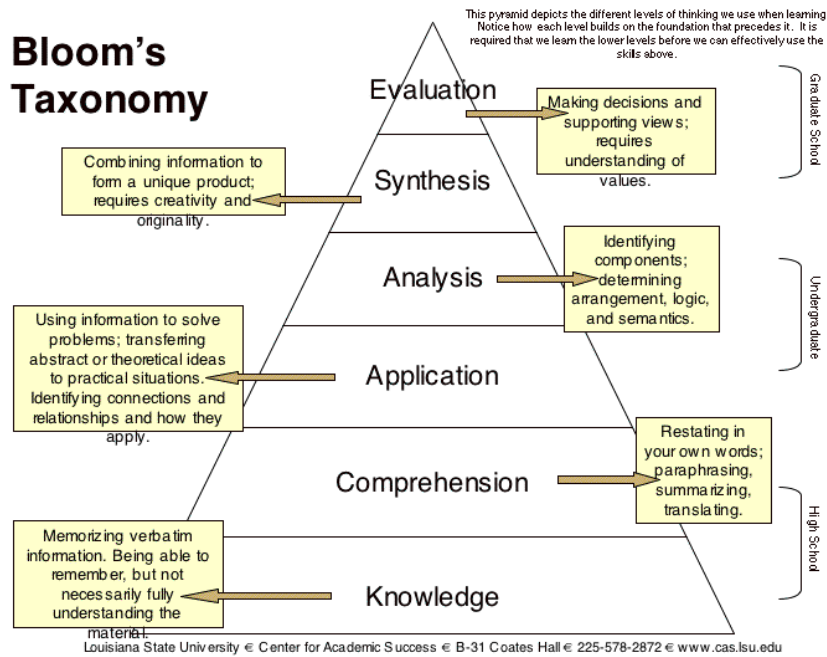 Bloom's
Taxonomy
This pyramid depicts the different levels of thinking we use when learning
Notice how each level builds on the foundation that precedes it. It is
required that we learn the lower levels before we can effectively use the
skills above.
Evaluation
Making decisions and
supporting views;
requires
understanding of
values.
Graduate School
Combining information to
form a unique product;
requires creativity and
originality.
Synthesis
Analysis
Identifying
components;
determining
arrangement, logic,
and semantics.
Undergraduate
Using information to solve
problems; transferring
abstract or theoretical ideas
to practical situations.
Identifying connections and
relationships and how they
apply.
Application
Comprehension
Restating in
your own words;
paraphrasing,
summarizing,
translating.
High School
Memorizing verbatim
information. Being able to
remember, but not
necessarily fully
understanding the
material.
Knowledge
Louisiana State University € Center for Academic Success € B-31 Coates Hall € 225-578-2872 € www.cas.lsu.edu